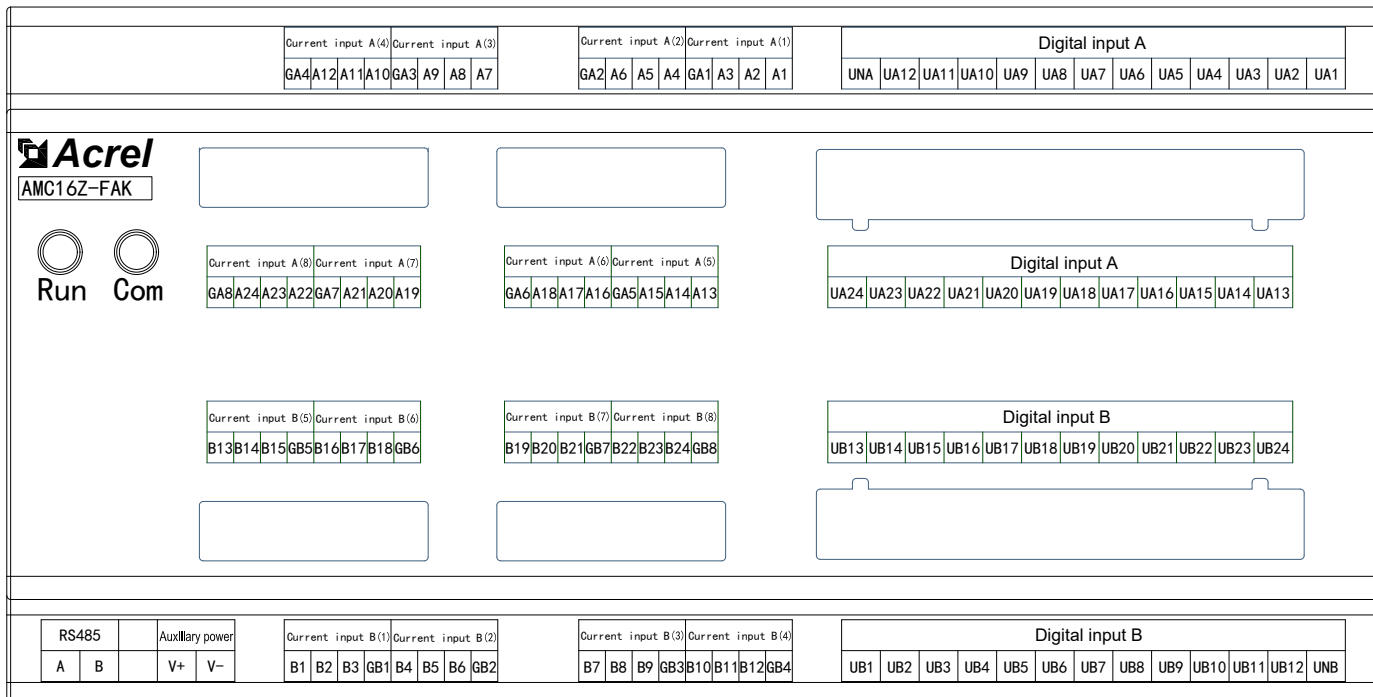 Current input A(4) Current input A(3) Current input A(2) Current input A(1) Digital input A
GA4 A12 A11 A10 GA3 A9 A8 A7 GA2 A6 A5 A4 GA1 A3 A2 A1 UNA UA12 UA11 UA10 UA9 UA8 UA7 UA6 UA5 UA4 UA3 UA2 UA1
Acrel
AMC16Z-FAK
Run Com
Current input A(8) Current input A(7) Current input A(6) Current input A(5) Digital input A
GA8 A24 A23 A22 GA7 A21 A20 A19 GA6 A18 A17 A16 GA5 A15 A14 A13 UA24 UA23 UA22 UA21 UA20 UA19 UA18 UA17 UA16 UA15 UA14 UA13
Current input B(5) Current input B(6) Current input B(7) Current input B(8) Digital input B
B13 B14 B15 GB5 B16 B17 B18 GB6 B19 B20 B21 GB7 B22 B23 B24 GB8 UB13 UB14 UB15 UB16 UB17 UB18 UB19 UB20 UB21 UB22 UB23 UB24
RS485 Auxillary power Current input B(1) Current input B(2) Current input B(3) Current input B(4) Digital input B
A B V+ V- B1 B2 B3 GB1 B4 B5 B6 GB2 B7 B8 B9 GB3 B10 B11 B12 GB4 UB1 UB2 UB3 UB4 UB5 UB6 UB7 UB8 UB9 UB10 UB11 UB12 UNB